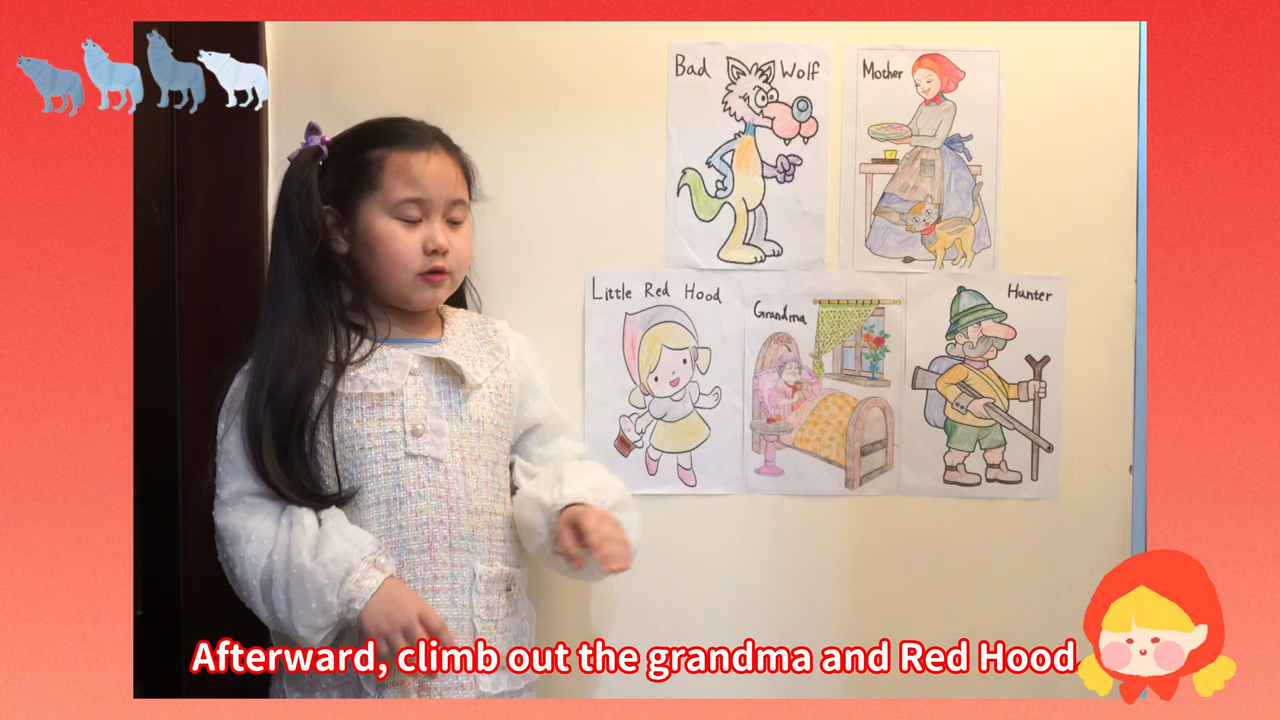 Bad Wolf
Mother
Little Red Hood
Grandma
Hunter
Afterward, climb out the grandma and Red Hood